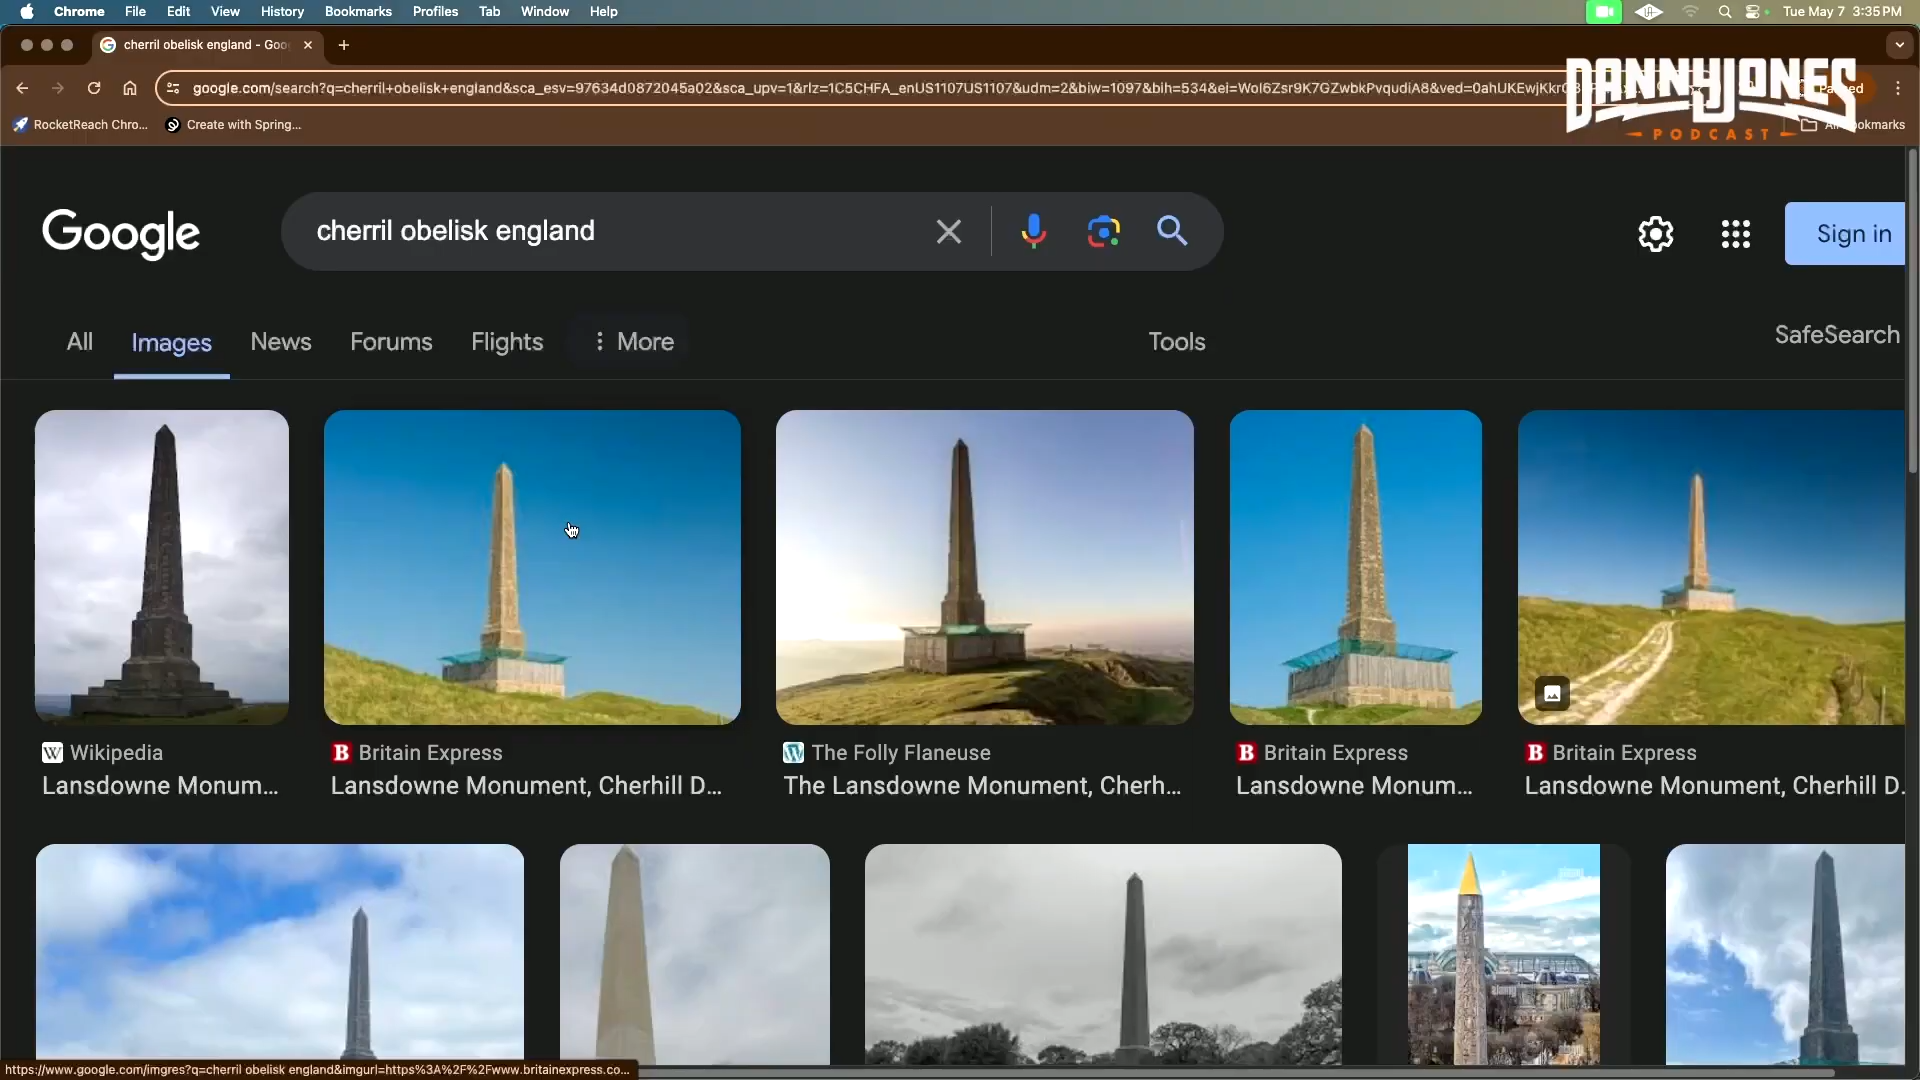 Chrome File Edit View History Bookmarks Profiles Tab Window Help
Tue May 7 3:35 PM
cherril obelisk england - Goo
google.com/search?q=cherril+obelisk+england&sca_esv=97634d0872045a02&sca_upv=1&rlz=1C5CHFA_enUS1107US1107&udm=2&biw=1097&bih=534&ei=WoI6Zsr9K7GZwbkPvqudiA8&ved=0ahUKEwjKkr
DANNY JONES
PODCAST
RocketReach Chro...
Create with Spring...
Google
cherril obelisk england
Sign in
All
Images
News
Forums
Flights
More
Tools
SafeSearch
Wikipedia
Lansdowne Monum...
Britain Express
Lansdowne Monument, Cherhill D...
The Folly Flaneuse
The Lansdowne Monument, Cherh...
Britain Express
Lansdowne Monum...
Britain Express
Lansdowne Monument, Cherhill D.
https://www.google.com/imgres?q=cherril obelisk england&imgurl=https%3A%2F%2Fwww.britainexpress.co...